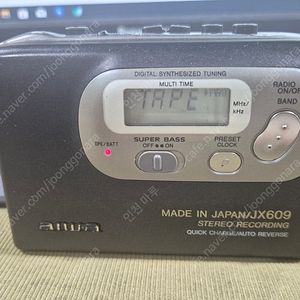 DIGITAL SYNTHESIZED TUNING
MULTI TIME
RADIO
ON/OFF
BAND
TAPE
MHz/
kHz
OPE/BATT
SUPER BASS
OFF ON
PRESET
CLOCK
MADE IN JAPAN/JX609
STEREO RECORDING
QUICK CHARGE/AUTO REVERSE
aiwa